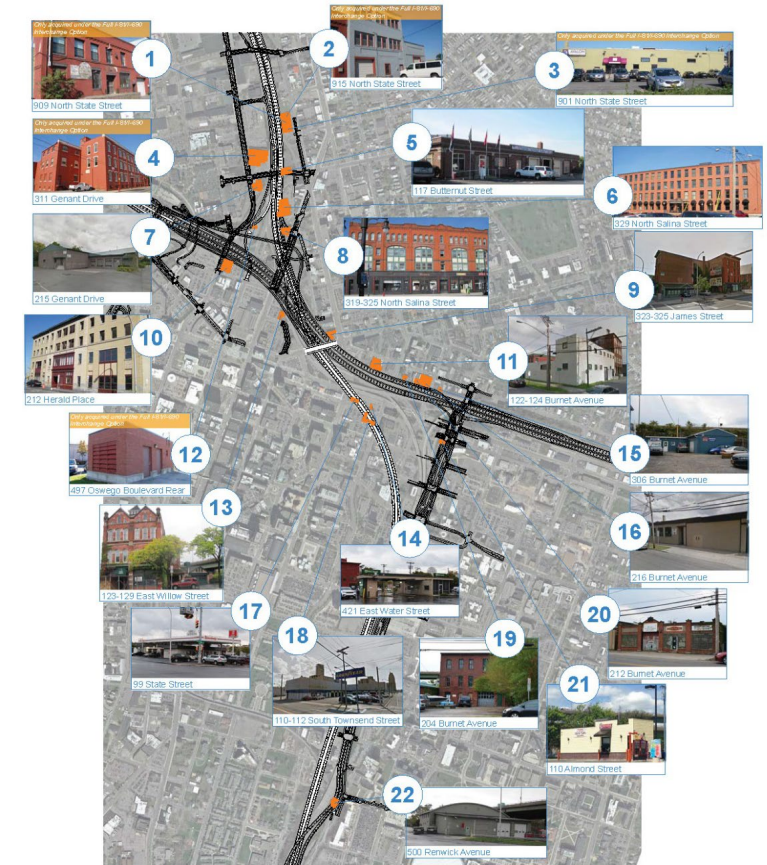 Only acquired under the Full I-81/I-690
Interchange Option
1
909 North State Street
Only acquired under the Full I-81/I-690
Interchange Option
2
915 North State Street
Only acquired under the Full I-81/I-690 Interchange Option
3
901 North State Street
Only acquired under the Full I-81/I-690
Interchange Option
4
311 Genant Drive
5
117 Butternut Street
6
329 North Salina Street
7
215 Genant Drive
8
319-325 North Salina Street
9
323-325 James Street
10
212 Herald Place
11
122-124 Burnet Avenue
Only acquired under the Full I-81/I-690
Interchange Option
12
497 Oswego Boulevard Rear
13
123-129 East Willow Street
14
421 East Water Street
15
306 Burnet Avenue
16
216 Burnet Avenue
17
99 State Street
18
110-112 South Townsend Street
19
204 Burnet Avenue
20
212 Burnet Avenue
21
110 Almond Street
22
500 Renwick Avenue